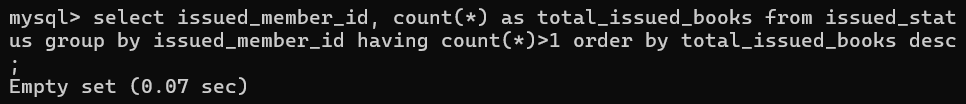 mysql> select issued_member_id, count(*) as total_issued_books from issued_stat
us group by issued_member_id having count(*)>1 order by total_issued_books desc
;
Empty set (0.07 sec)